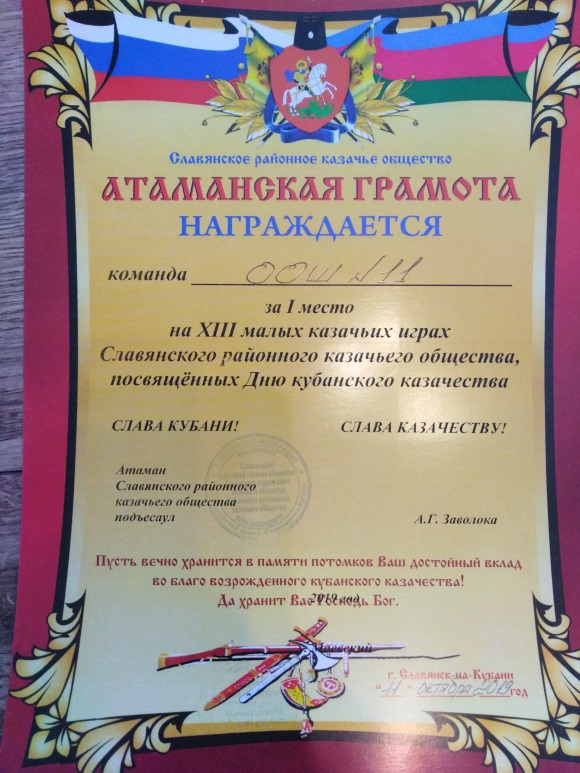 Славянское районное казачье общество
АТАМАНСКАЯ ГРАМОТА
НАГРАЖДАЕТСЯ
команда ООШ №11
за I место
на XIII малых казачьих играх
Славянского районного казачьего общества,
посвящённых Дню кубанского казачества
СЛАВА КУБАНИ! СЛАВА КАЗАЧЕСТВУ!
Атаман
Славянского районного
казачьего общества
подъесаул А.Г. Заволока
Пусть вечно хранится в памяти потомков Ваш достойный вклад
во благо возрожденного кубанского казачества!
Да хранит Вас Господь Бог.
2019 год
г. Славянск-на-Кубани
"11" октября 2019 год